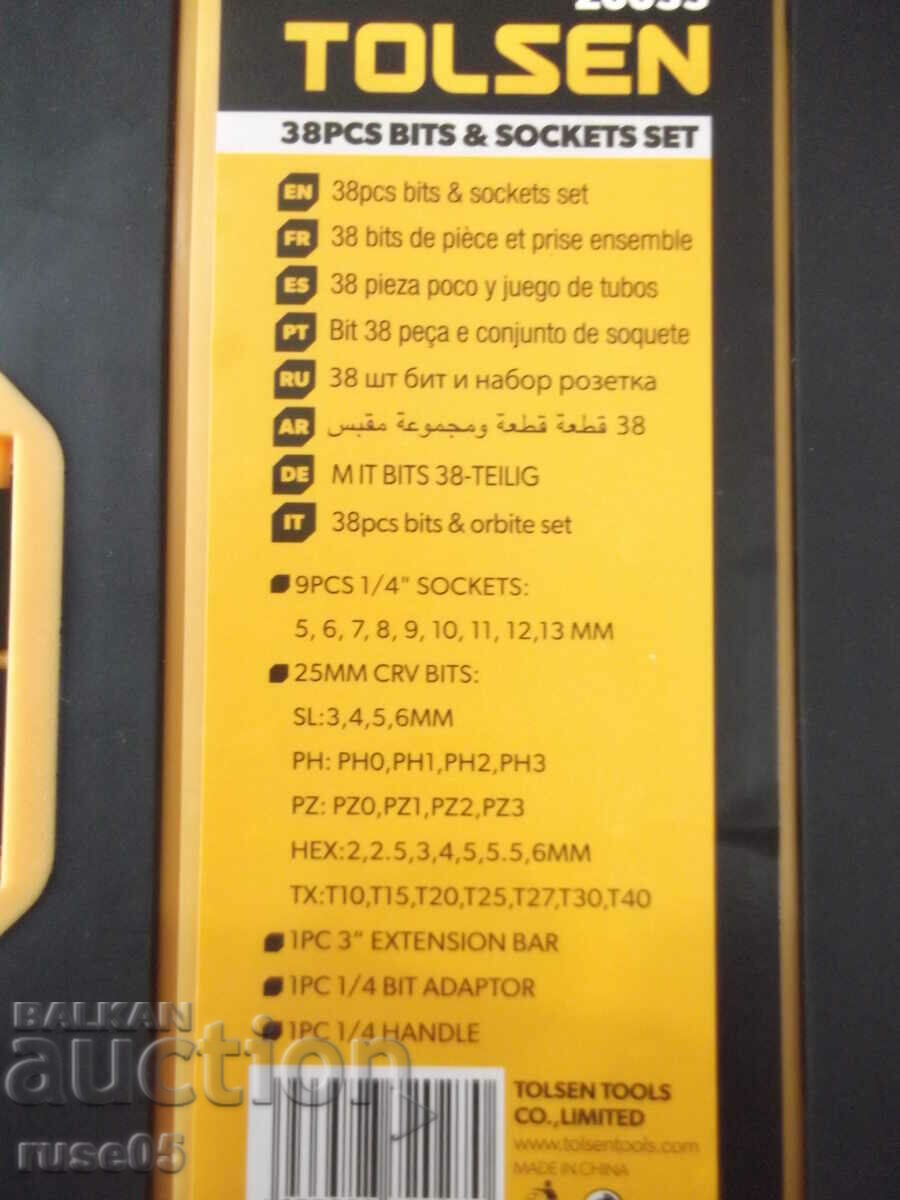 TOLSEN
38PCS BITS & SOCKETS SET
EN 38pcs bits & sockets set
FR 38 bits de pièce et prise ensemble
ES 38 pieza poco y juego de tubos
PT Bit 38 peça e conjunto de soquete
RU 38 шт бит и набор розетка
AR 38 قطعة قطعة ومجموعة مقبس
DE M IT BITS 38-TEILIG
IT 38pcs bits & orbite set
9PCS 1/4" SOCKETS:
5, 6, 7, 8, 9, 10, 11, 12,13 MM
25MM CRV BITS:
SL:3,4,5,6MM
PH: PH0,PH1,PH2,PH3
PZ: PZ0,PZ1,PZ2,PZ3
HEX:2,2.5,3,4,5,5.5,6MM
TX:T10,T15,T20,T25,T27,T30,T40
1PC 3" EXTENSION BAR
1PC 1/4 BIT ADAPTOR
1PC 1/4 HANDLE
TOLSEN TOOLS
CO.,LIMITED
www.tolsentools.com
MADE IN CHINA
BALKAN
auction
ruse05